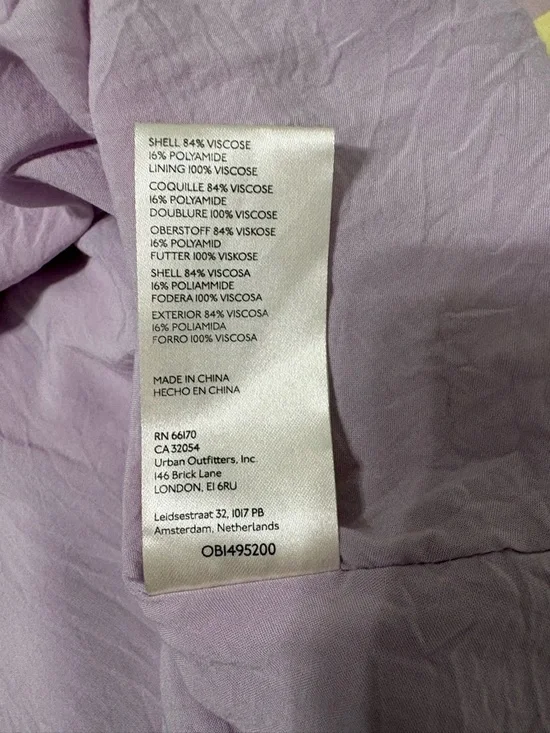 SHELL 84% VISCOSE
16% POLYAMIDE
LINING 100% VISCOSE
COQUILLE 84% VISCOSE
16% POLYAMIDE
DOUBLURE 100% VISCOSE
OBERSTOFF 84% VISKOSE
16% POLYAMID
FUTTER 100% VISKOSE
SHELL 84% VISCOSA
16% POLIAMMIDE
FODERA 100% VISCOSA
EXTERIOR 84% VISCOSA
16% POLIAMIDA
FORRO 100% VISCOSA
MADE IN CHINA
HECHO EN CHINA
RN 66170
CA 32054
Urban Outfitters, Inc
146 Brick Lane
LONDON, E1 6RU
Leidsestraat 32, 1017 PB
Amsterdam, Netherlands
OB1495200